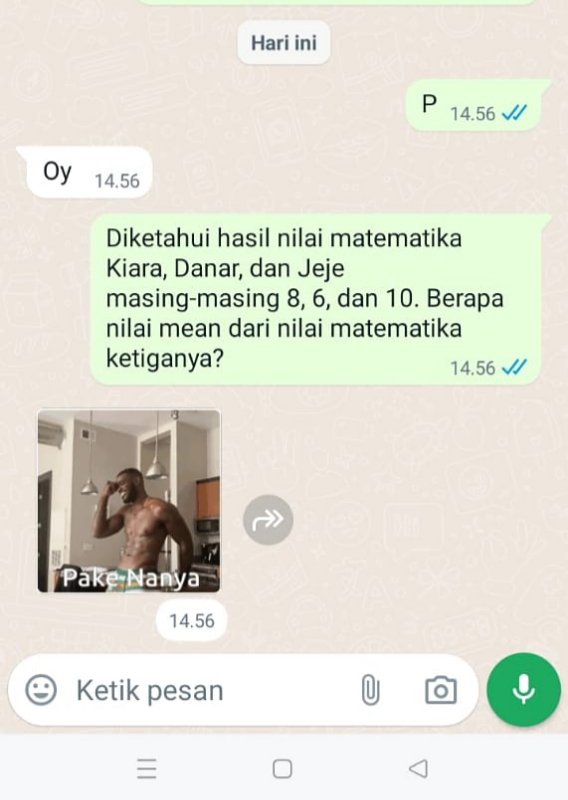 Hari ini
P 14.56
Oy 14.56
Diketahui hasil nilai matematika
Kiara, Danar, dan Jeje
masing-masing 8, 6, dan 10. Berapa
nilai mean dari nilai matematika
ketiganya? 14.56
Pake Nanya
14.56
Ketik pesan